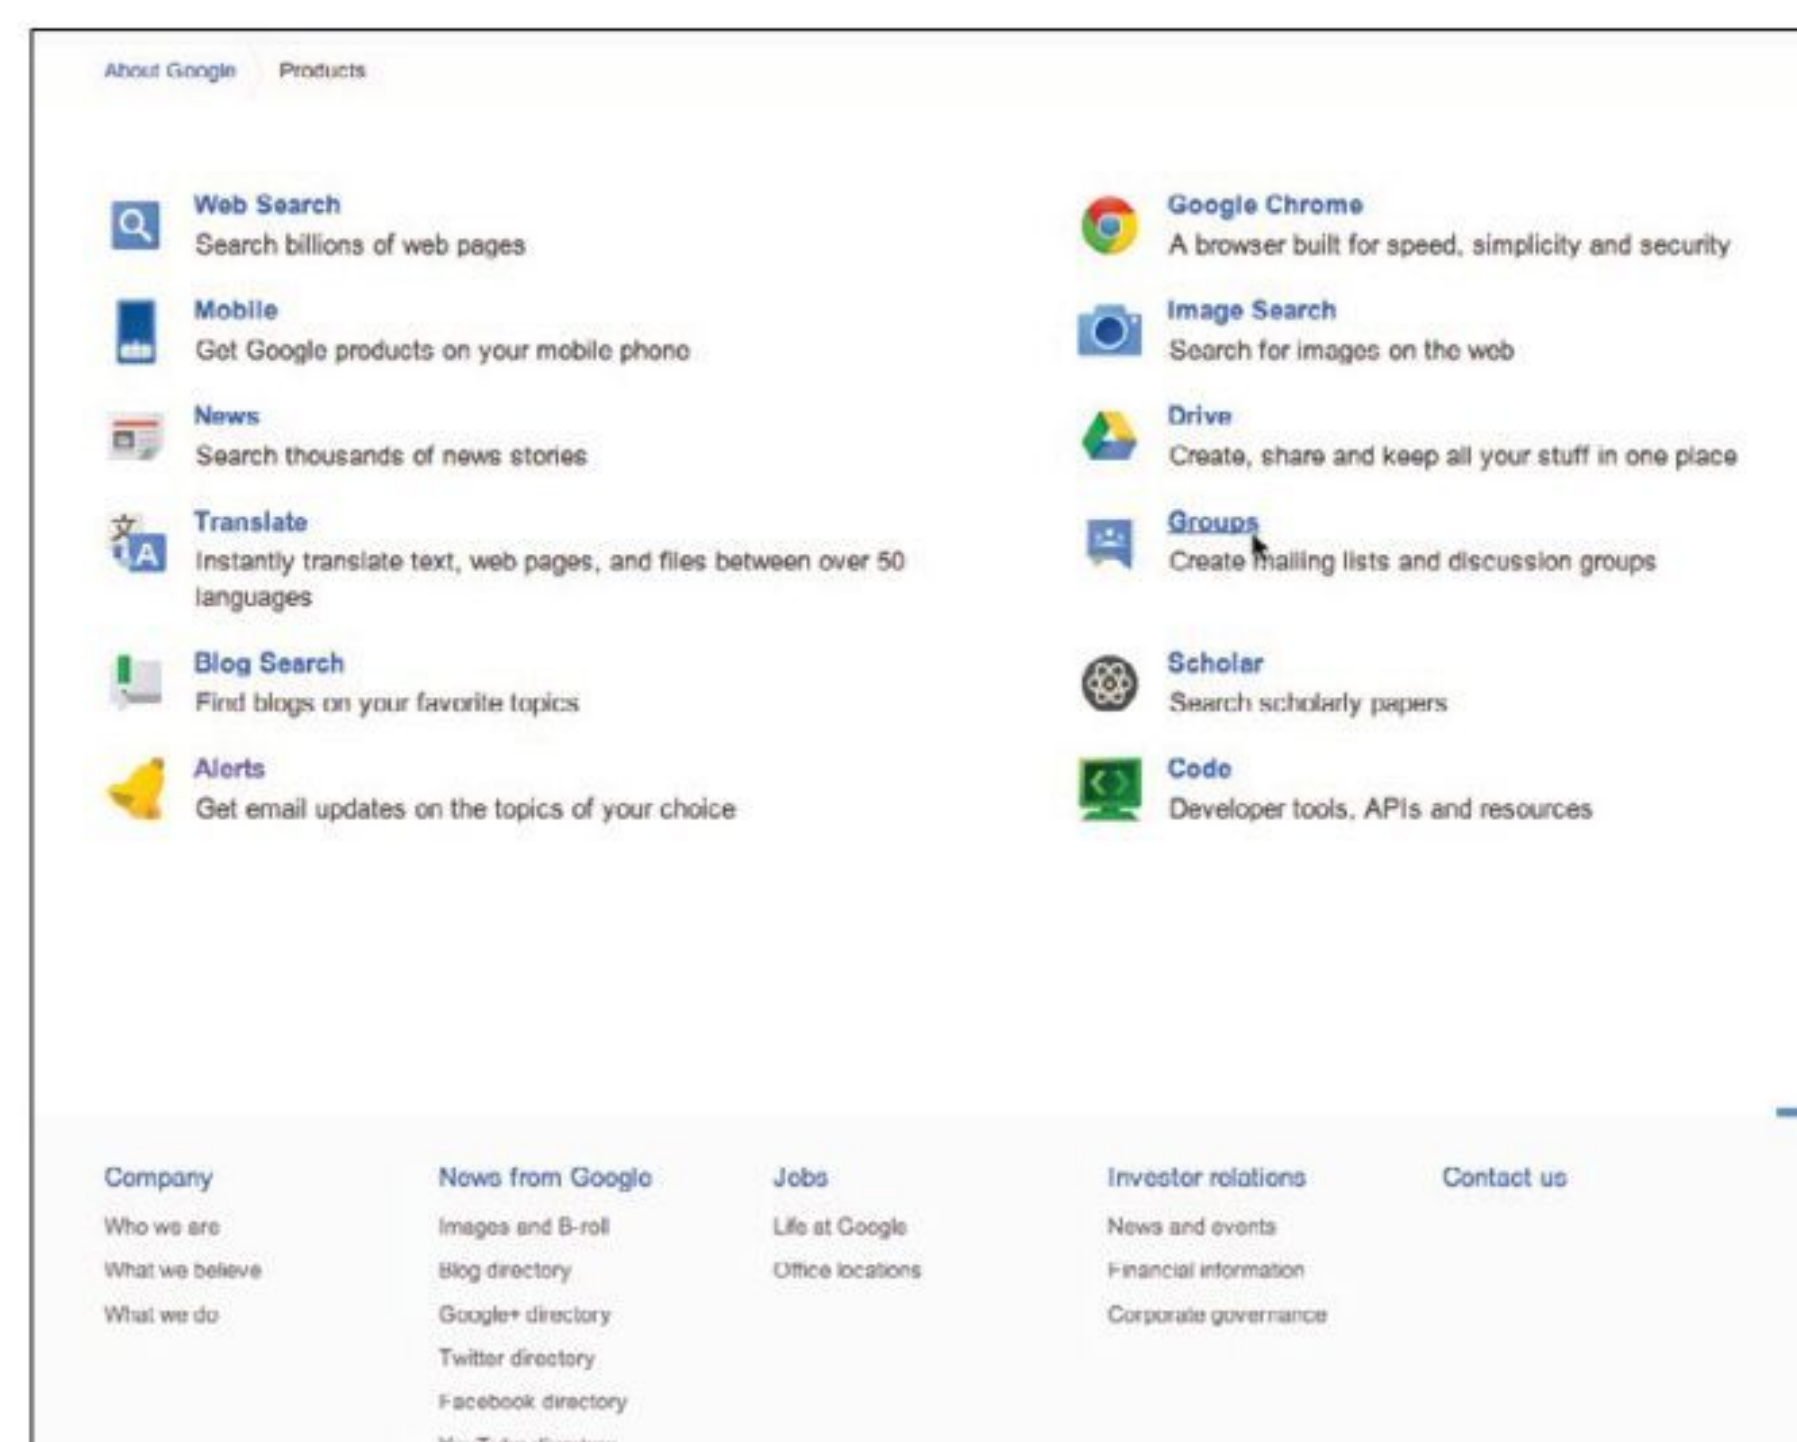 About Google Products
Web Search
Search billions of web pages
Google Chrome
A browser built for speed, simplicity and security
Mobile
Get Google products on your mobile phone
Image Search
Search for images on the web
News
Search thousands of news stories
Drive
Create, share and keep all your stuff in one place
Translate
Instantly translate text, web pages, and files between over 50
languages
Groups
Create mailing lists and discussion groups
Blog Search
Find blogs on your favorite topics
Scholar
Search scholarly papers
Alerts
Get email updates on the topics of your choice
Code
Developer tools, APIs and resources
Company
Who we are
What we believe
What we do
News from Google
Images and B-roll
Blog directory
Google+ directory
Twitter directory
Facebook directory
Jobs
Life at Google
Office locations
Investor relations
News and events
Financial information
Corporate governance
Contact us